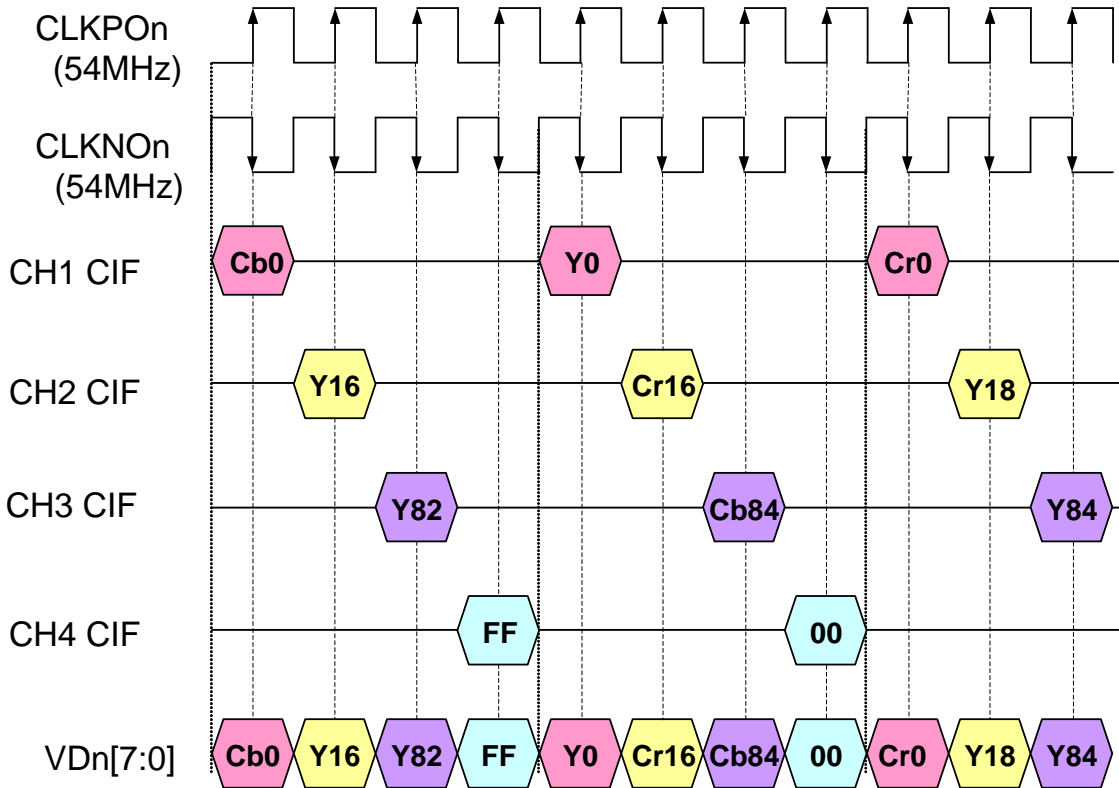 CLKPOn
(54MHz)
CLKNOn
(54MHz)
CH1 CIF
Cb0 Y0 Cr0
CH2 CIF
Y16 Cr16 Y18
CH3 CIF
Y82 Cb84 Y84
CH4 CIF
FF 00
VDn[7:0]
Cb0 Y16 Y82 FF Y0 Cr16 Cb84 00 Cr0 Y18 Y84